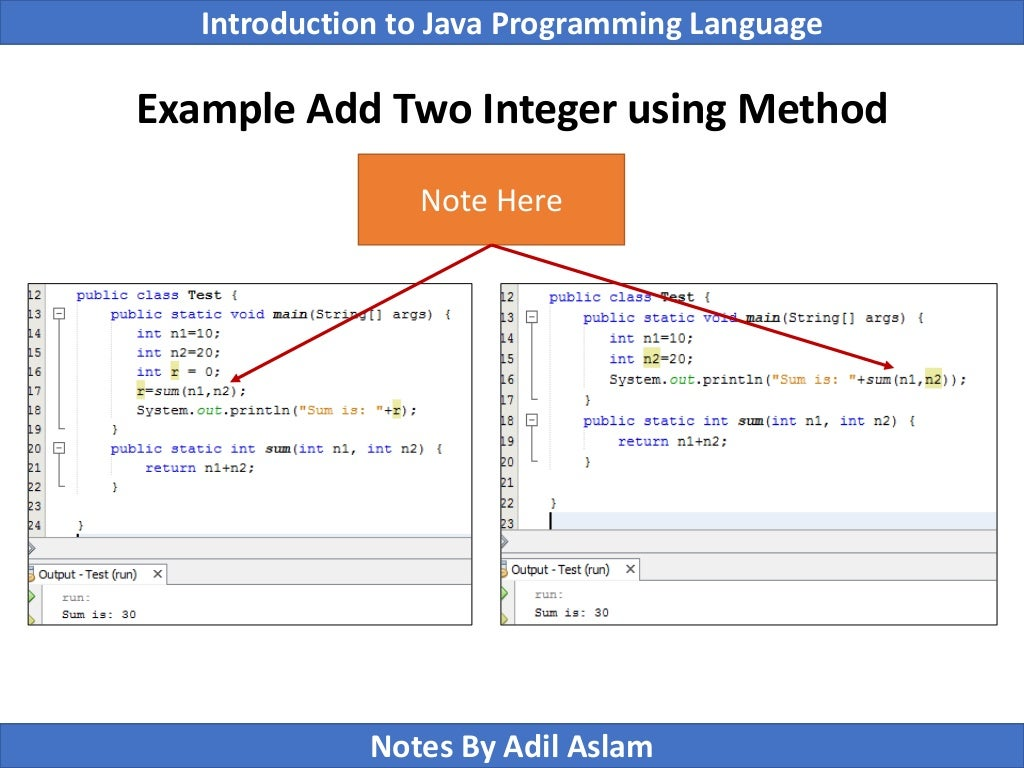 Introduction to Java Programming Language
Example Add Two Integer using Method
Note Here
12 public class Test {
13 public static void main(String[] args) {
14 int n1=10;
15 int n2=20;
16 int r = 0;
17 r=sum(n1,n2);
18 System.out.println("Sum is: "+r);
19 }
20 public static int sum(int n1, int n2) {
21 return n1+n2;
22 }
23
24 }
Output - Test (run)
run:
Sum is: 30
12 public class Test {
13 public static void main(String[] args) {
14 int n1=10;
15 int n2=20;
16 System.out.println("Sum is: "+sum(n1,n2));
17 }
18 public static int sum(int n1, int n2) {
19 return n1+n2;
20 }
21
22 }
23
Output - Test (run)
run:
Sum is: 30
Notes By Adil Aslam